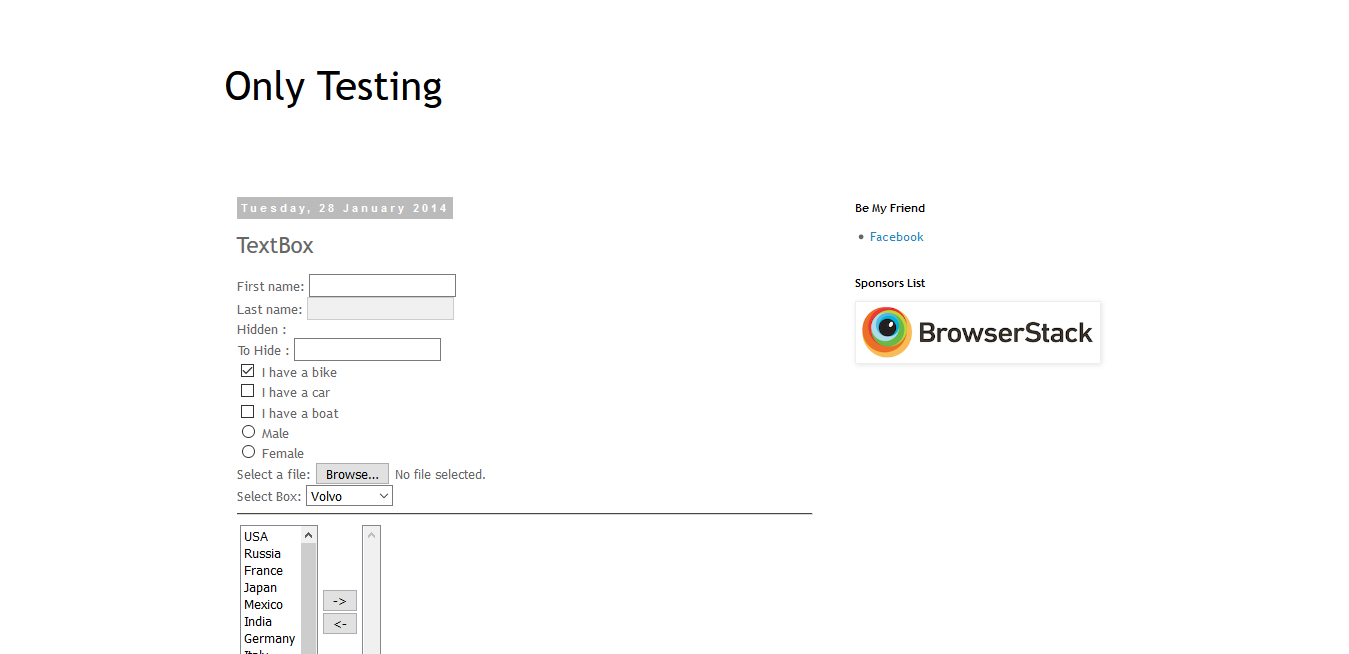 Only Testing
Tuesday, 28 January 2014
TextBox
First name:
Last name:
Hidden :
To Hide :
I have a bike
I have a car
I have a boat
Male
Female
Select a file: Browse... No file selected.
Select Box: Volvo
USA
Russia
France
Japan
Mexico
India
Germany
Italy
->
<-
Be My Friend
Facebook
Sponsors List
BrowserStack